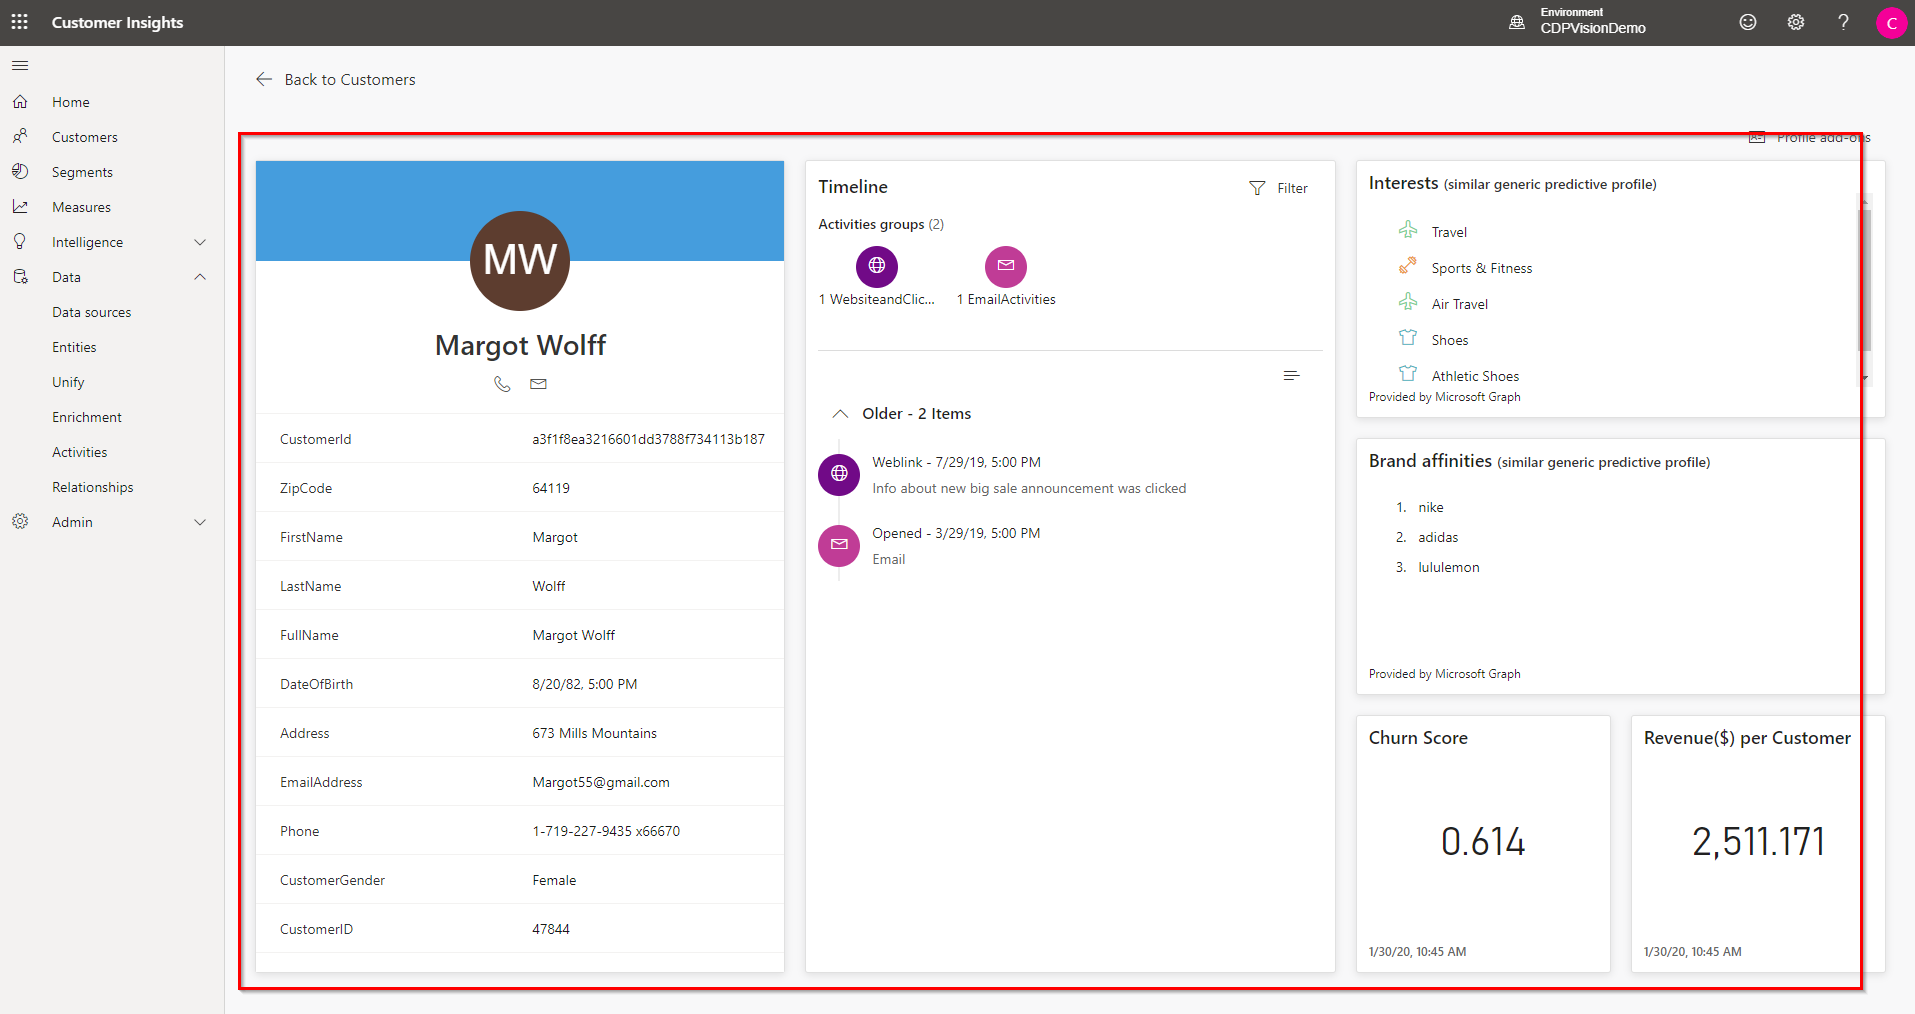 Customer Insights
Environment
CDPVisionDemo
?
C
Home
Customers
Segments
Measures
Intelligence
Data
Data sources
Entities
Unify
Enrichment
Activities
Relationships
Admin
Back to Customers
Profile add-ons
MW
Margot Wolff
CustomerId a3f1f8ea3216601dd3788f734113b187
ZipCode 64119
FirstName Margot
LastName Wolff
FullName Margot Wolff
DateOfBirth 8/20/82, 5:00 PM
Address 673 Mills Mountains
EmailAddress Margot55@gmail.com
Phone 1-719-227-9435 x66670
CustomerGender Female
CustomerID 47844
Timeline
Filter
Activities groups (2)
1 WebsiteandClic...
1 EmailActivities
Older - 2 Items
Weblink - 7/29/19, 5:00 PM
Info about new big sale announcement was clicked
Opened - 3/29/19, 5:00 PM
Email
Interests (similar generic predictive profile)
Travel
Sports & Fitness
Air Travel
Shoes
Athletic Shoes
Provided by Microsoft Graph
Brand affinities (similar generic predictive profile)
1. nike
2. adidas
3. lululemon
Provided by Microsoft Graph
Churn Score
0.614
1/30/20, 10:45 AM
Revenue($) per Customer
2,511.171
1/30/20, 10:45 AM